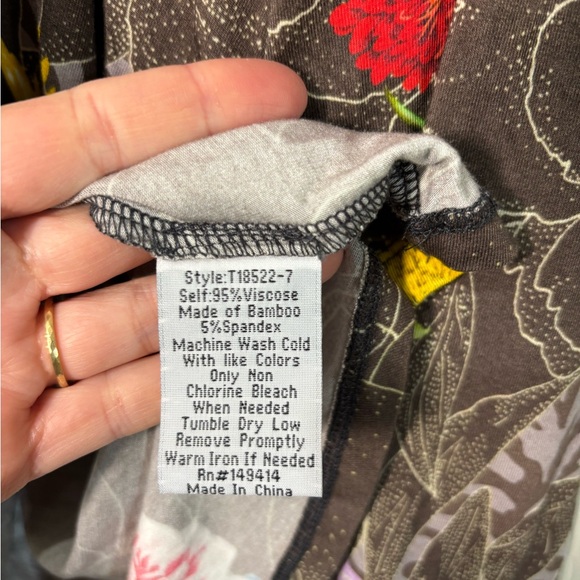 Style:T18522-7
Self:95%Viscose
Made of Bamboo
5%Spandex
Machine Wash Cold
With like Colors
Only Non
Chlorine Bleach
When Needed
Tumble Dry Low
Remove Promptly
Warm Iron If Needed
Rn#149414
Made In China